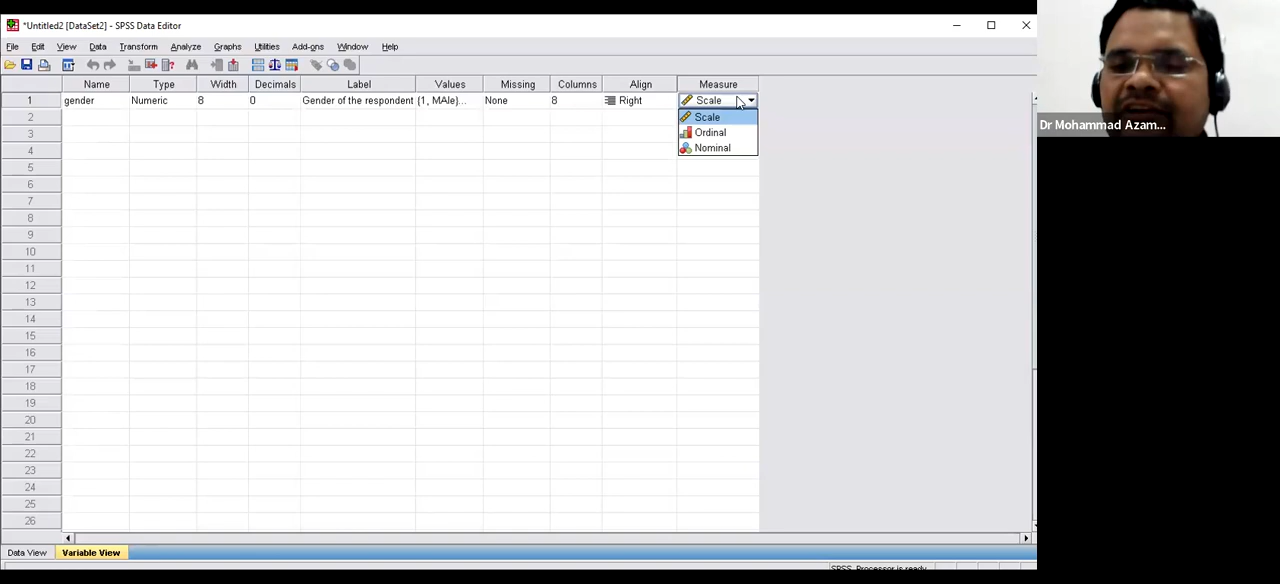 *Untitled2 [DataSet2] - SPSS Data Editor
File Edit View Data Transform Analyze Graphs Utilities Add-ons Window Help
Name Type Width Decimals Label Values Missing Columns Align Measure
1 gender Numeric 8 0 Gender of the respondent {1, MAle}... None 8 Right Scale
2 Scale
3 Ordinal
4 Nominal
5
6
7
8
9
10
11
12
13
14
15
16
17
18
19
20
21
22
23
24
25
26
Data View Variable View
SPSS Processor is ready
Dr Mohammad Azam...